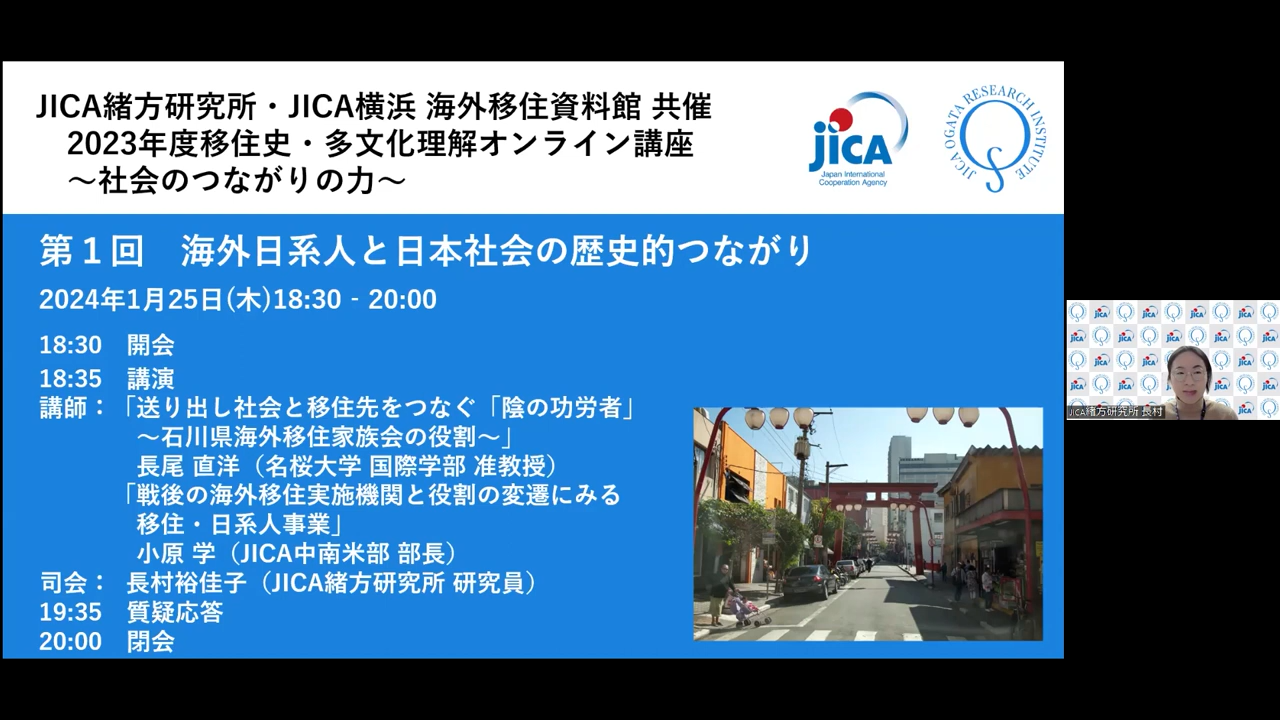 JICA緒方研究所・JICA横浜 海外移住資料館 共催
2023年度移住史・多文化理解オンライン講座
～社会のつながりの力～
JICA
Japan International
Cooperation Agency
JICA OGATA RESEARCH INSTITUTE
第１回　海外日系人と日本社会の歴史的つながり
2024年1月25日(木)18:30 - 20:00
18:30　開会
18:35　講演
講師：「送り出し社会と移住先をつなぐ「陰の功労者」
～石川県海外移住家族会の役割～」
長尾 直洋（名桜大学 国際学部 准教授）
「戦後の海外移住実施機関と役割の変遷にみる
移住・日系人事業」
小原 学（JICA中南米部 部長）
司会：　長村裕佳子（JICA緒方研究所 研究員）
19:35　質疑応答
20:00　閉会
JICA緒方研究所 長村